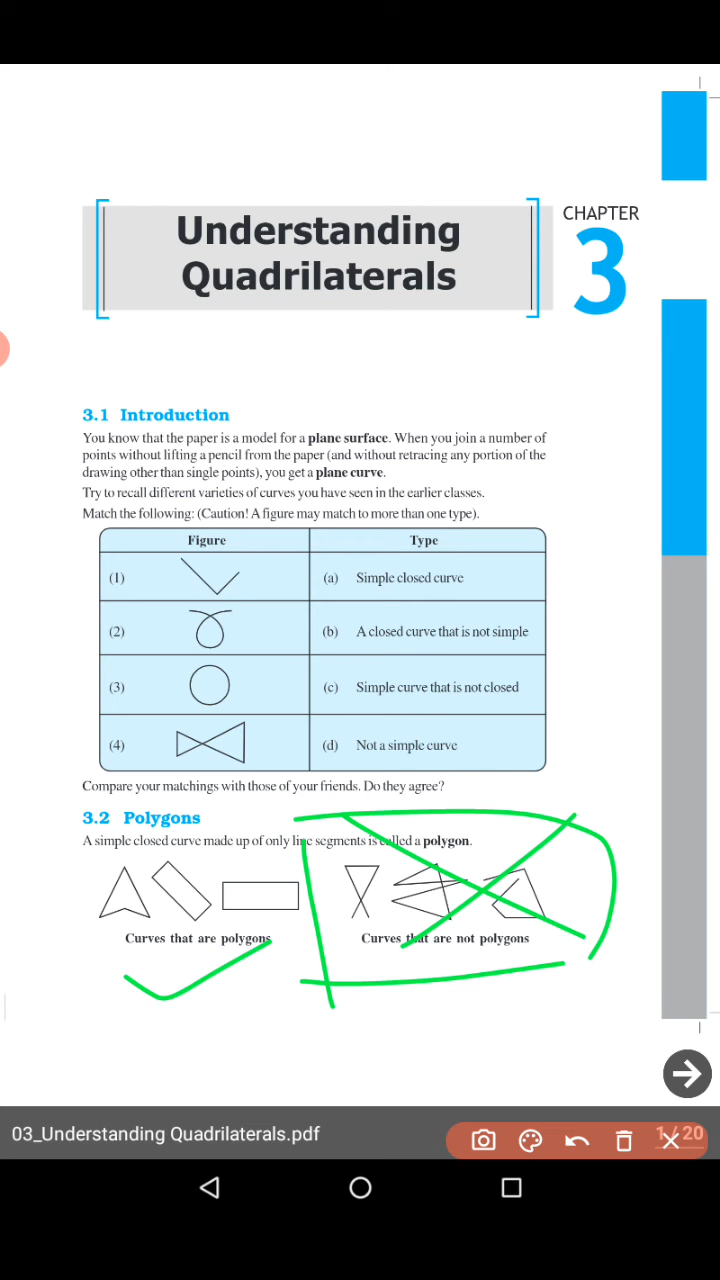 Understanding
Quadrilaterals
CHAPTER
3
3.1 Introduction
You know that the paper is a model for a plane surface. When you join a number of
points without lifting a pencil from the paper (and without retracing any portion of the
drawing other than single points), you get a plane curve.
Try to recall different varieties of curves you have seen in the earlier classes.
Match the following: (Caution! A figure may match to more than one type).
Figure Type
(1) (a) Simple closed curve
(2) (b) A closed curve that is not simple
(3) (c) Simple curve that is not closed
(4) (d) Not a simple curve
Compare your matchings with those of your friends. Do they agree?
3.2 Polygons
A simple closed curve made up of only line segments is called a polygon.
Curves that are polygons Curves that are not polygons
03_Understanding Quadrilaterals.pdf
1/20